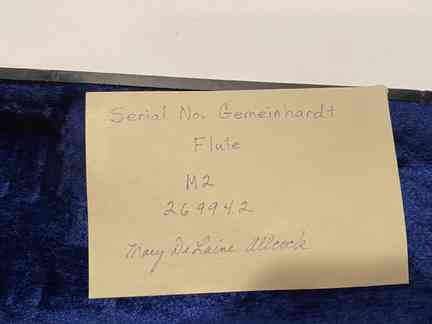 Serial No. Gemeinhardt
Flute
M2
264942
Mary DeLaine Allcock